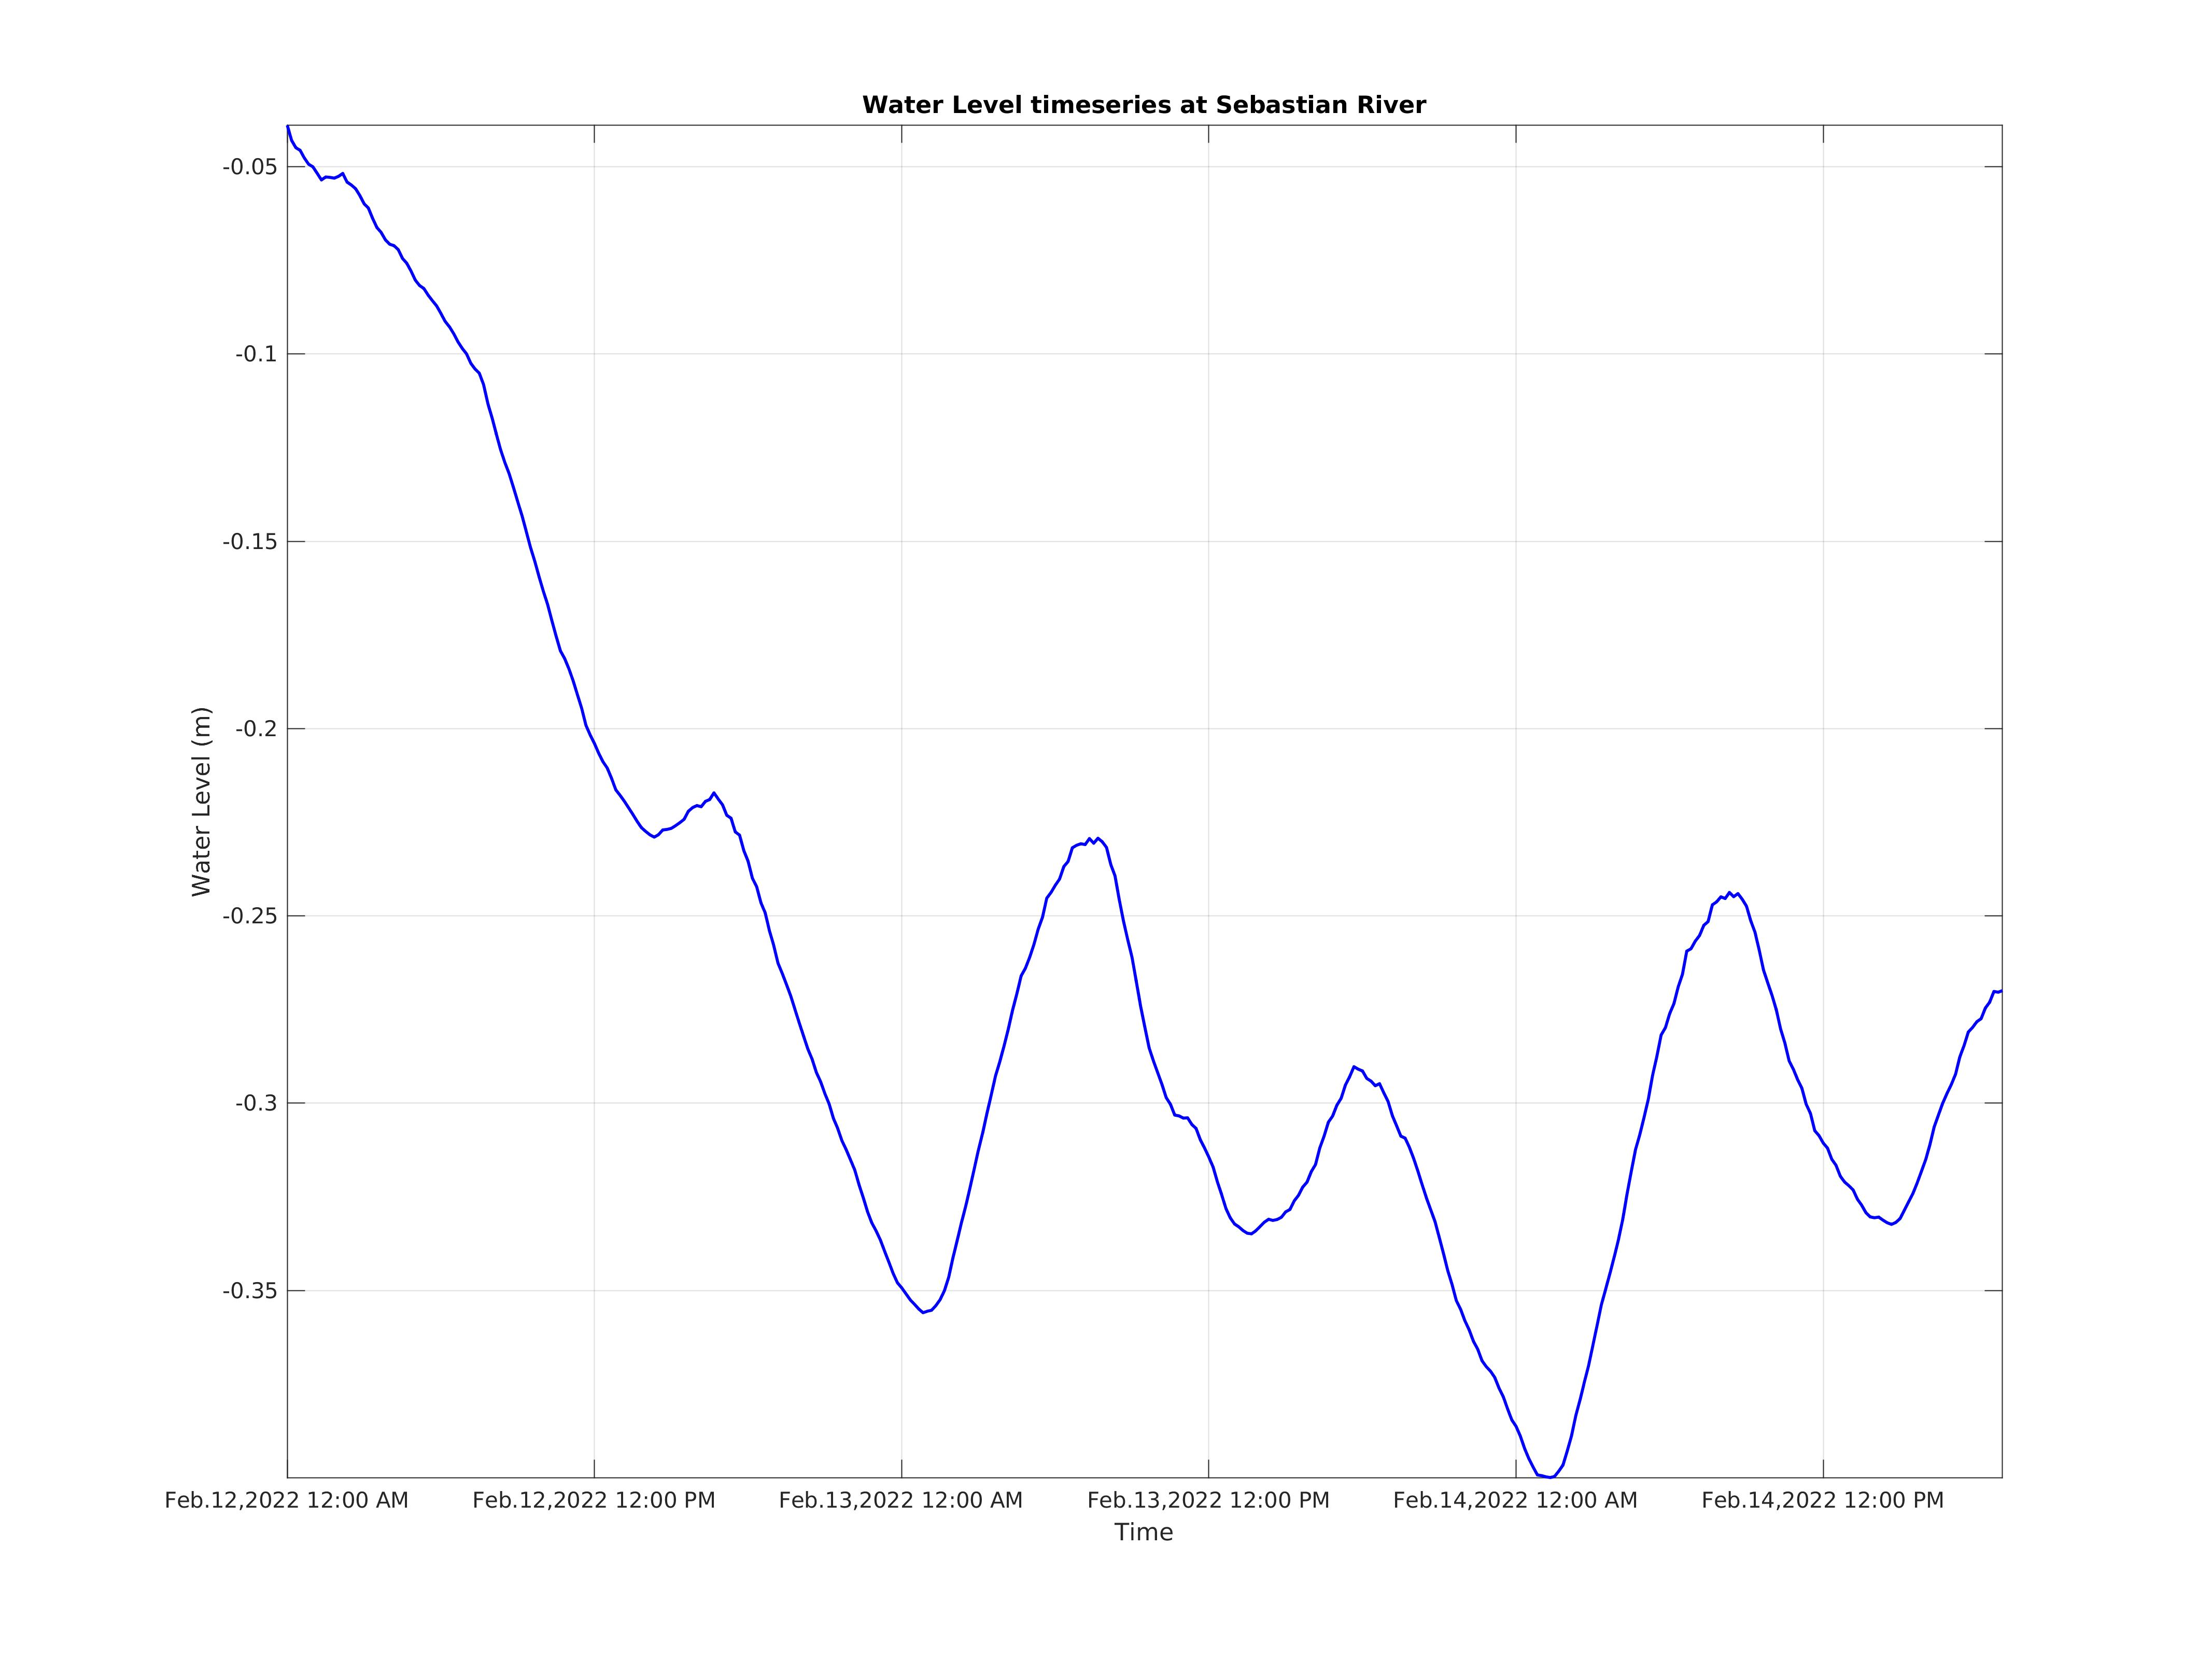 Water Level timeseries at Sebastian River
-0.05
-0.1
-0.15
-0.2
-0.25
-0.3
-0.35
Water Level (m)
Feb.12,2022 12:00 AM
Feb.12,2022 12:00 PM
Feb.13,2022 12:00 AM
Feb.13,2022 12:00 PM
Feb.14,2022 12:00 AM
Feb.14,2022 12:00 PM
Time